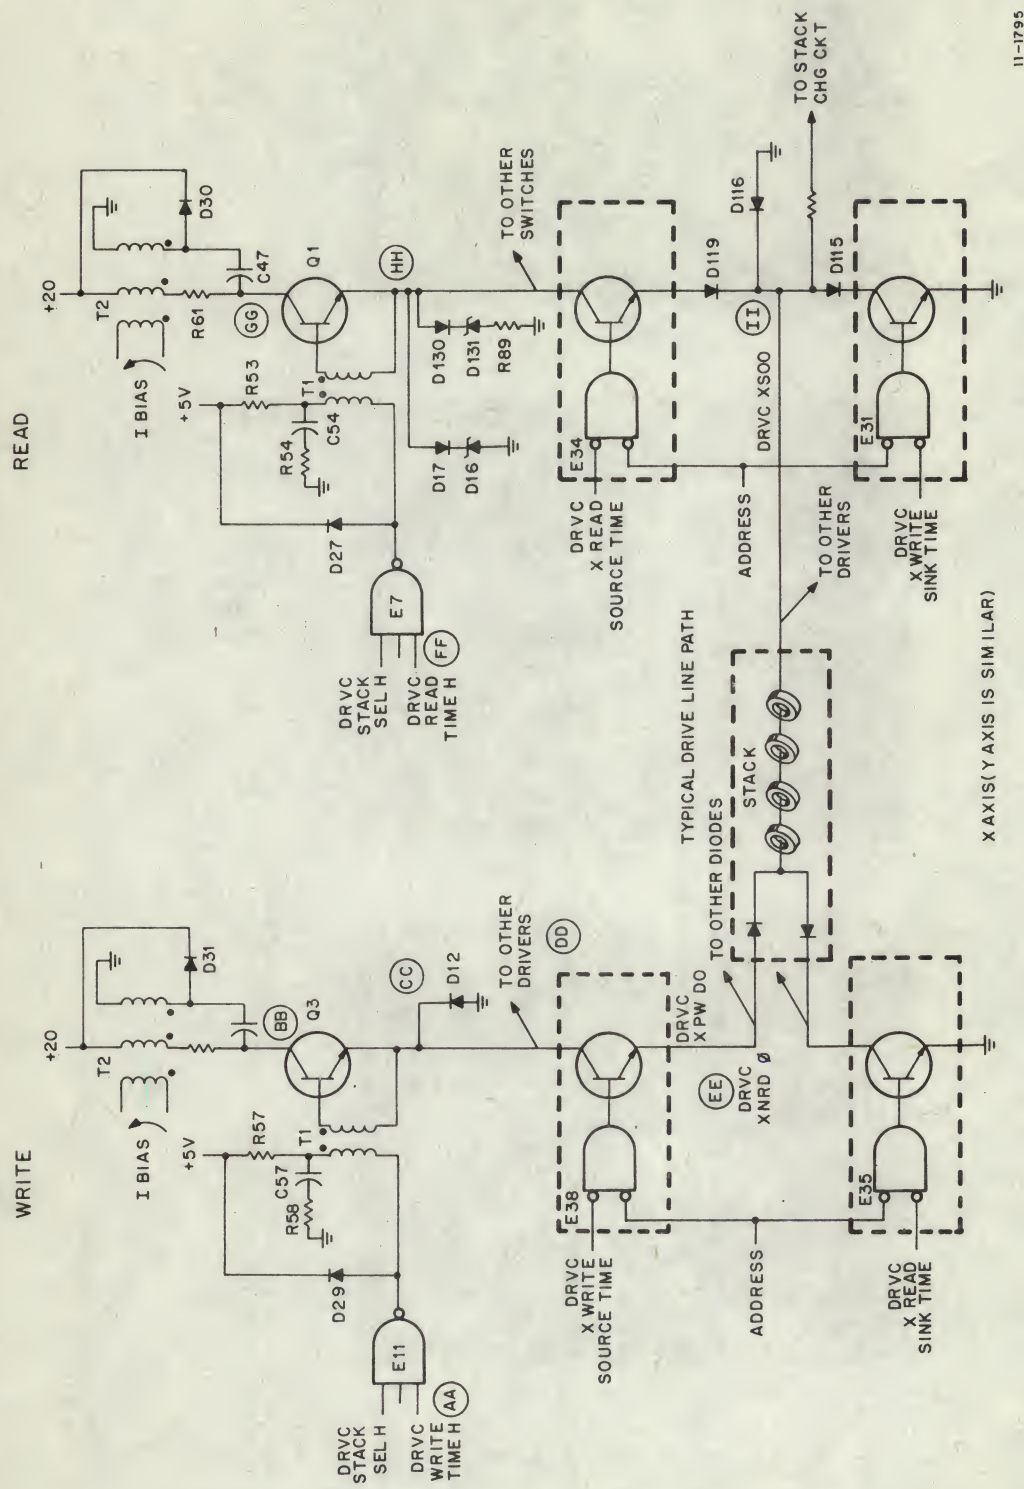 WRITE
+20
T2
I BIAS
D31
BB
Q3
+5V
R57
T1
C57
R58
D29
CC
D12
E11
DRVC
STACK
SEL H
DRVC
WRITE
TIME H
AA
TO OTHER
DRIVERS
DD
E38
DRVC
X WRITE
SOURCE TIME
DRVC
XPW DO
EE
DRVC
XNRD Ø
TO OTHER DIODES
ADDRESS
E35
DRVC
X READ
SINK TIME
TYPICAL DRIVE LINE PATH
STACK
READ
+20
T2
I BIAS
D30
C47
R61
GG
Q1
+5V
R53
T1
C54
R54
D27
HH
D130
D131
R89
D17
D16
E7
DRVC
STACK
SEL H
DRVC
READ
TIME H
FF
TO OTHER
SWITCHES
E34
DRVC
X READ
SOURCE TIME
D119
D116
II
DRVC XS00
TO STACK
CHG CKT
D115
ADDRESS
TO OTHER
DRIVERS
E31
DRVC
X WRITE
SINK TIME
X AXIS (Y AXIS IS SIMILAR)
11-1795